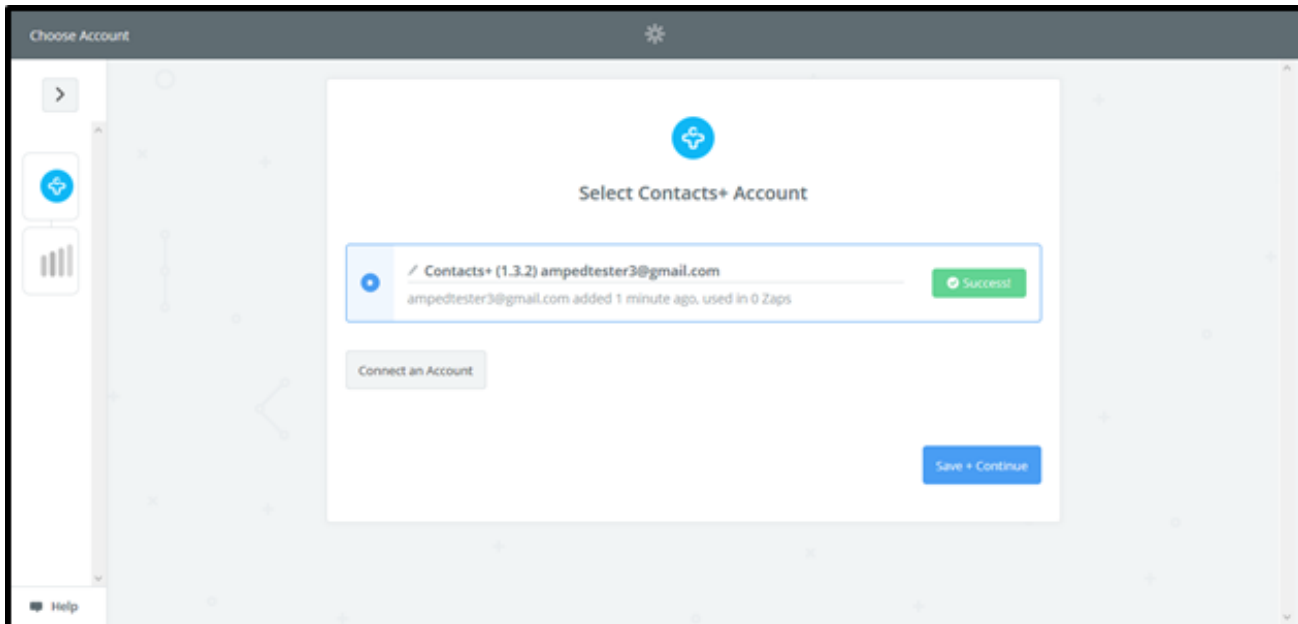 Choose Account
Select Contacts+ Account
Contacts+ (1.3.2) ampedtester3@gmail.com
Success!
ampedtester3@gmail.com added 1 minute ago, used in 0 Zaps
Connect an Account
Save + Continue
Help